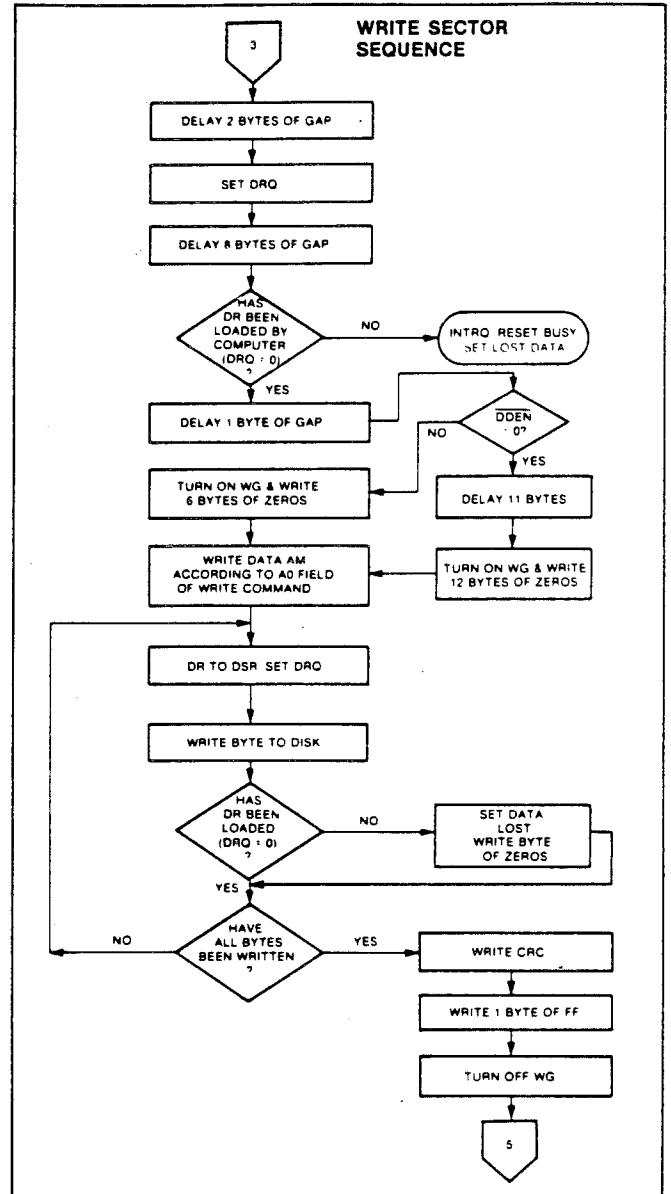 3
WRITE SECTOR
SEQUENCE
DELAY 2 BYTES OF GAP
SET DRQ
DELAY 8 BYTES OF GAP
HAS
DR BEEN
LOADED BY
COMPUTER
(DRQ = 0)
?
NO
INTRQ RESET BUSY
SET LOST DATA
YES
DELAY 1 BYTE OF GAP
DDEN
= 0?
NO
YES
TURN ON WG & WRITE
6 BYTES OF ZEROS
DELAY 11 BYTES
WRITE DATA AM
ACCORDING TO A0 FIELD
OF WRITE COMMAND
TURN ON WG & WRITE
12 BYTES OF ZEROS
DR TO DSR SET DRQ
WRITE BYTE TO DISK
HAS
DR BEEN
LOADED
(DRQ = 0)
?
NO
SET DATA
LOST
WRITE BYTE
OF ZEROS
YES
HAVE
ALL BYTES
BEEN WRITTEN
?
NO
YES
WRITE CRC
WRITE 1 BYTE OF FF
TURN OFF WG
5